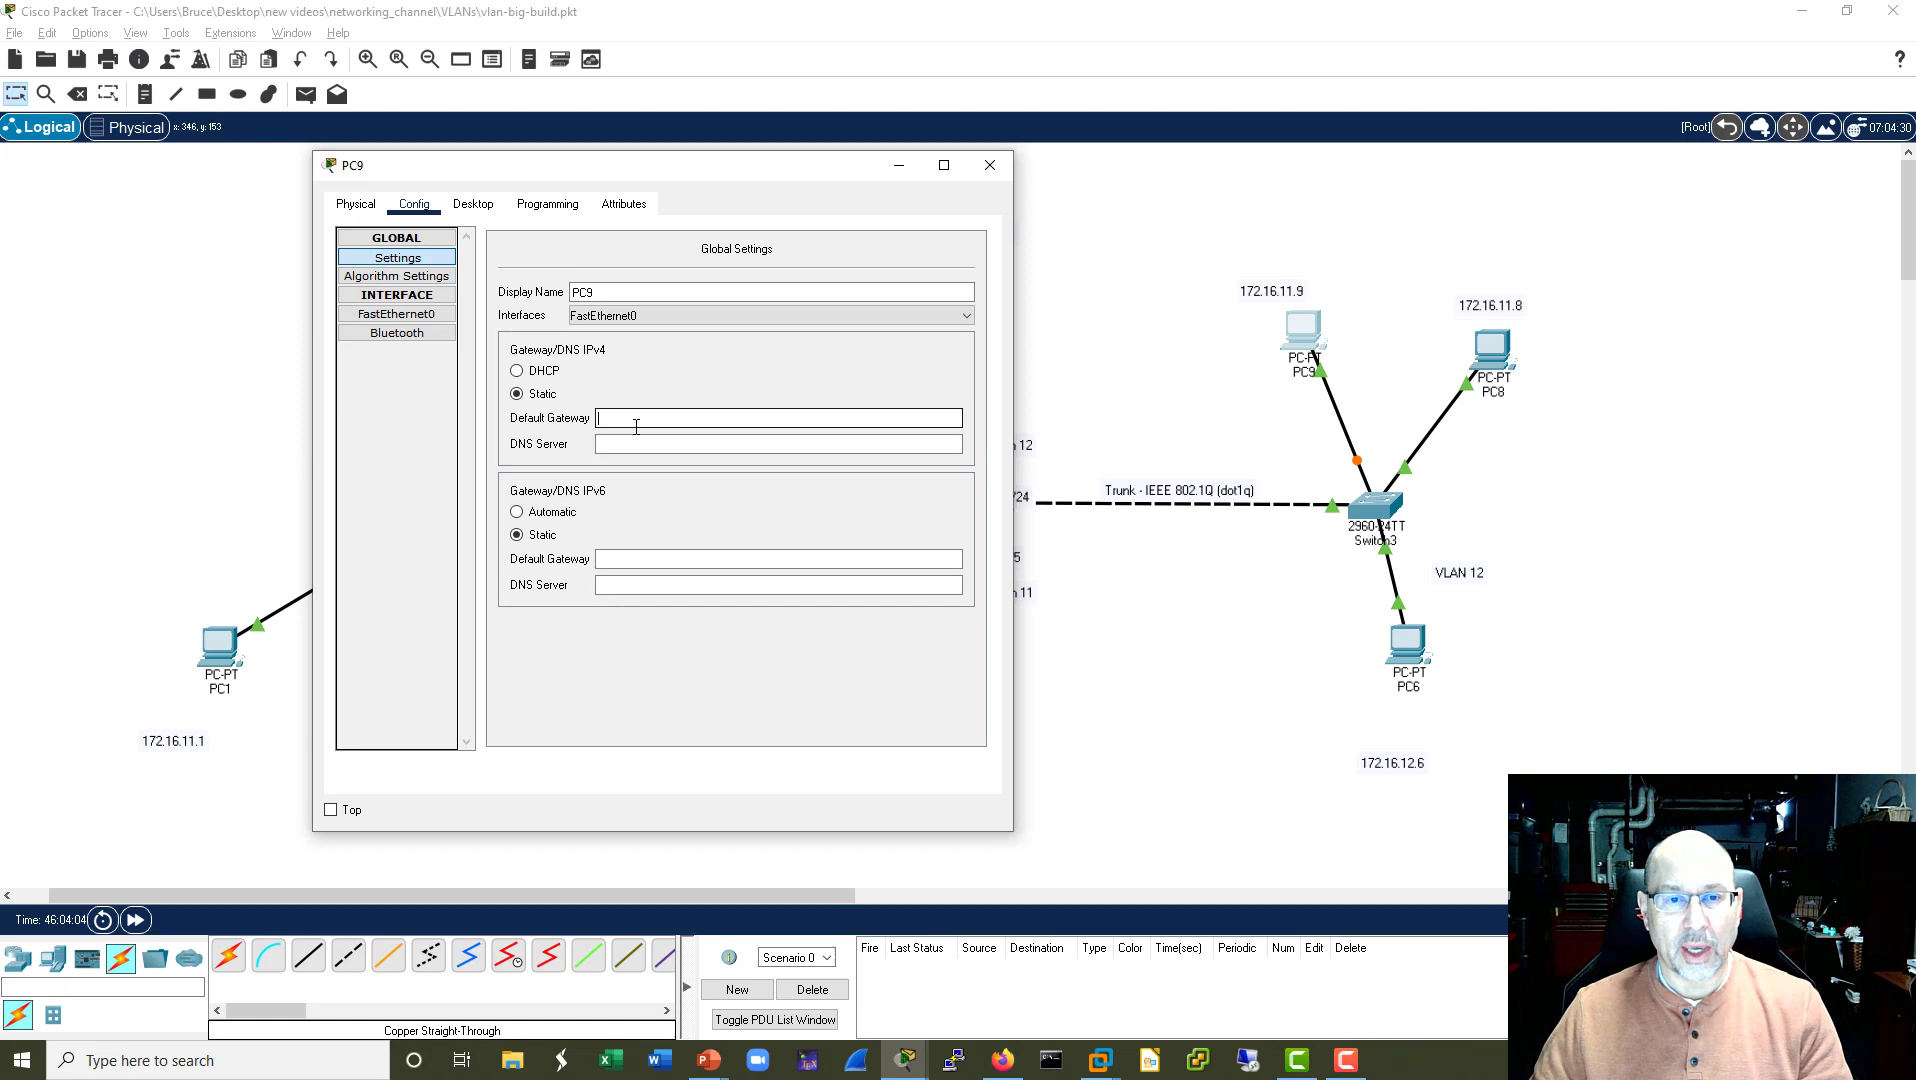 Cisco Packet Tracer - C:\Users\Bruce\Desktop\new videos\networking_channel\VLANs\vlan-big-build.pkt
File Edit Options View Tools Extensions Window Help
?
Logical Physical x: 346, y:153
[Root] 07:04:30
PC9
Physical Config Desktop Programming Attributes
GLOBAL
Settings
Algorithm Settings
INTERFACE
FastEthernet0
Bluetooth
Global Settings
Display Name PC9
Interfaces FastEthernet0
Gateway/DNS IPv4
DHCP
Static
Default Gateway
DNS Server
Gateway/DNS IPv6
Automatic
Static
Default Gateway
DNS Server
Top
172.16.11.9
172.16.11.8
PC-PT
PC9
PC-PT
PC8
12
/24
Trunk - IEEE 802.1Q (dot1q)
2960-24TT
Switch3
5
VLAN 12
11
PC-PT
PC1
PC-PT
PC6
172.16.11.1
172.16.12.6
Time: 46:04:04
Scenario 0
New Delete
Toggle PDU List Window
Fire Last Status Source Destination Type Color Time(sec) Periodic Num Edit Delete
Copper Straight-Through
Type here to search